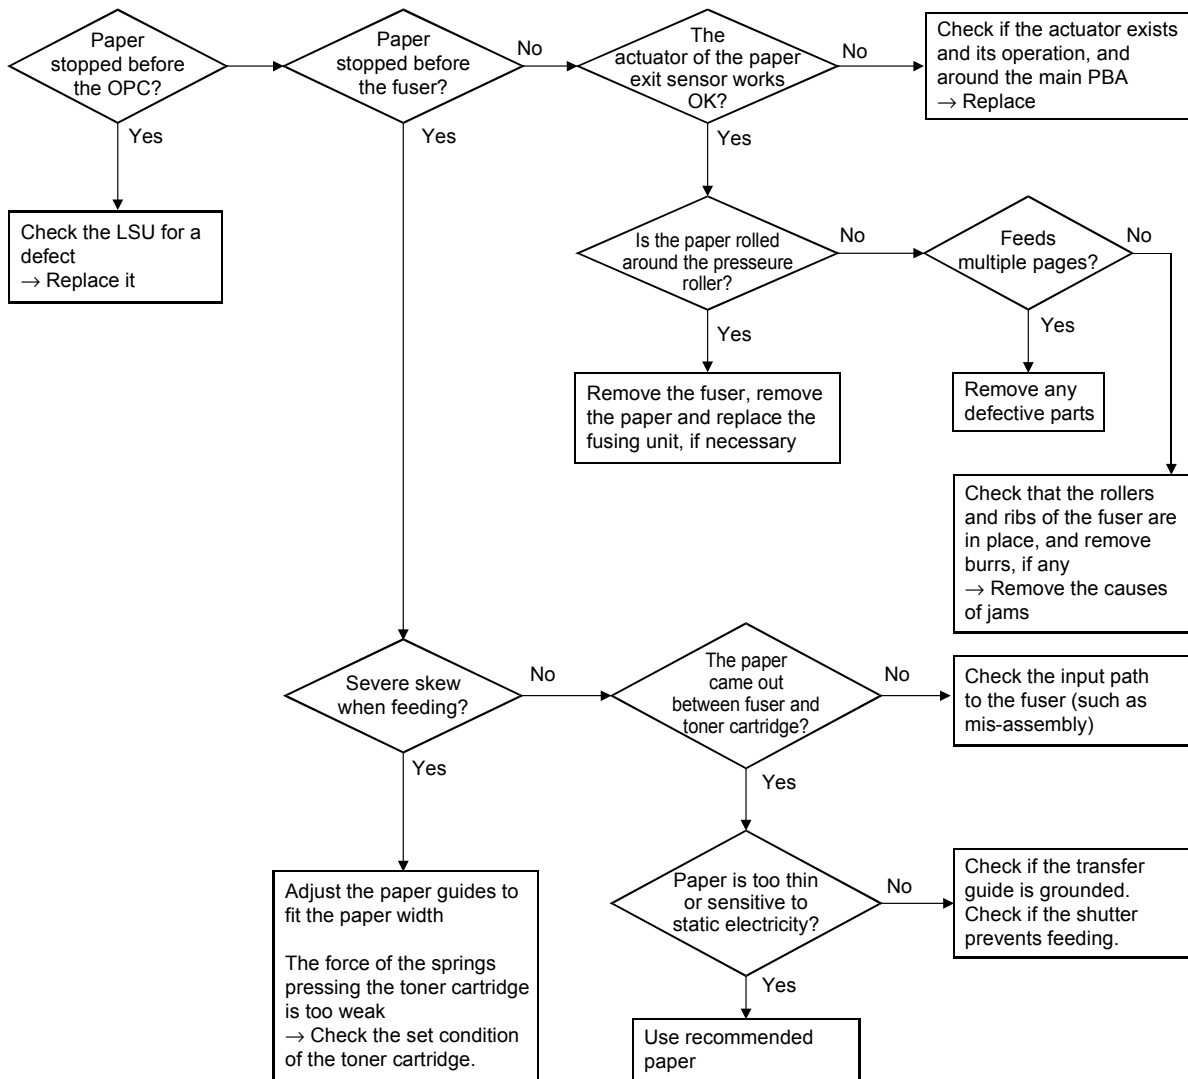 Paper
stopped before
the OPC?
Yes
Check the LSU for a
defect
→ Replace it
Paper
stopped before
the fuser?
No
Yes
The
actuator of the paper
exit sensor works
OK?
No
Yes
Check if the actuator exists
and its operation, and
around the main PBA
→ Replace
Is the paper rolled
around the presseure
roller?
No
Yes
Feeds
multiple pages?
No
Yes
Remove the fuser, remove
the paper and replace the
fusing unit, if necessary
Remove any
defective parts
Check that the rollers
and ribs of the fuser are
in place, and remove
burrs, if any
→ Remove the causes
of jams
Severe skew
when feeding?
No
Yes
The paper
came out
between fuser and
toner cartridge?
No
Yes
Check the input path
to the fuser (such as
mis-assembly)
Adjust the paper guides to
fit the paper width
The force of the springs
pressing the toner cartridge
is too weak
→ Check the set condition
of the toner cartridge.
Paper is too thin
or sensitive to
static electricity?
No
Yes
Check if the transfer
guide is grounded.
Check if the shutter
prevents feeding.
Use recommended
paper